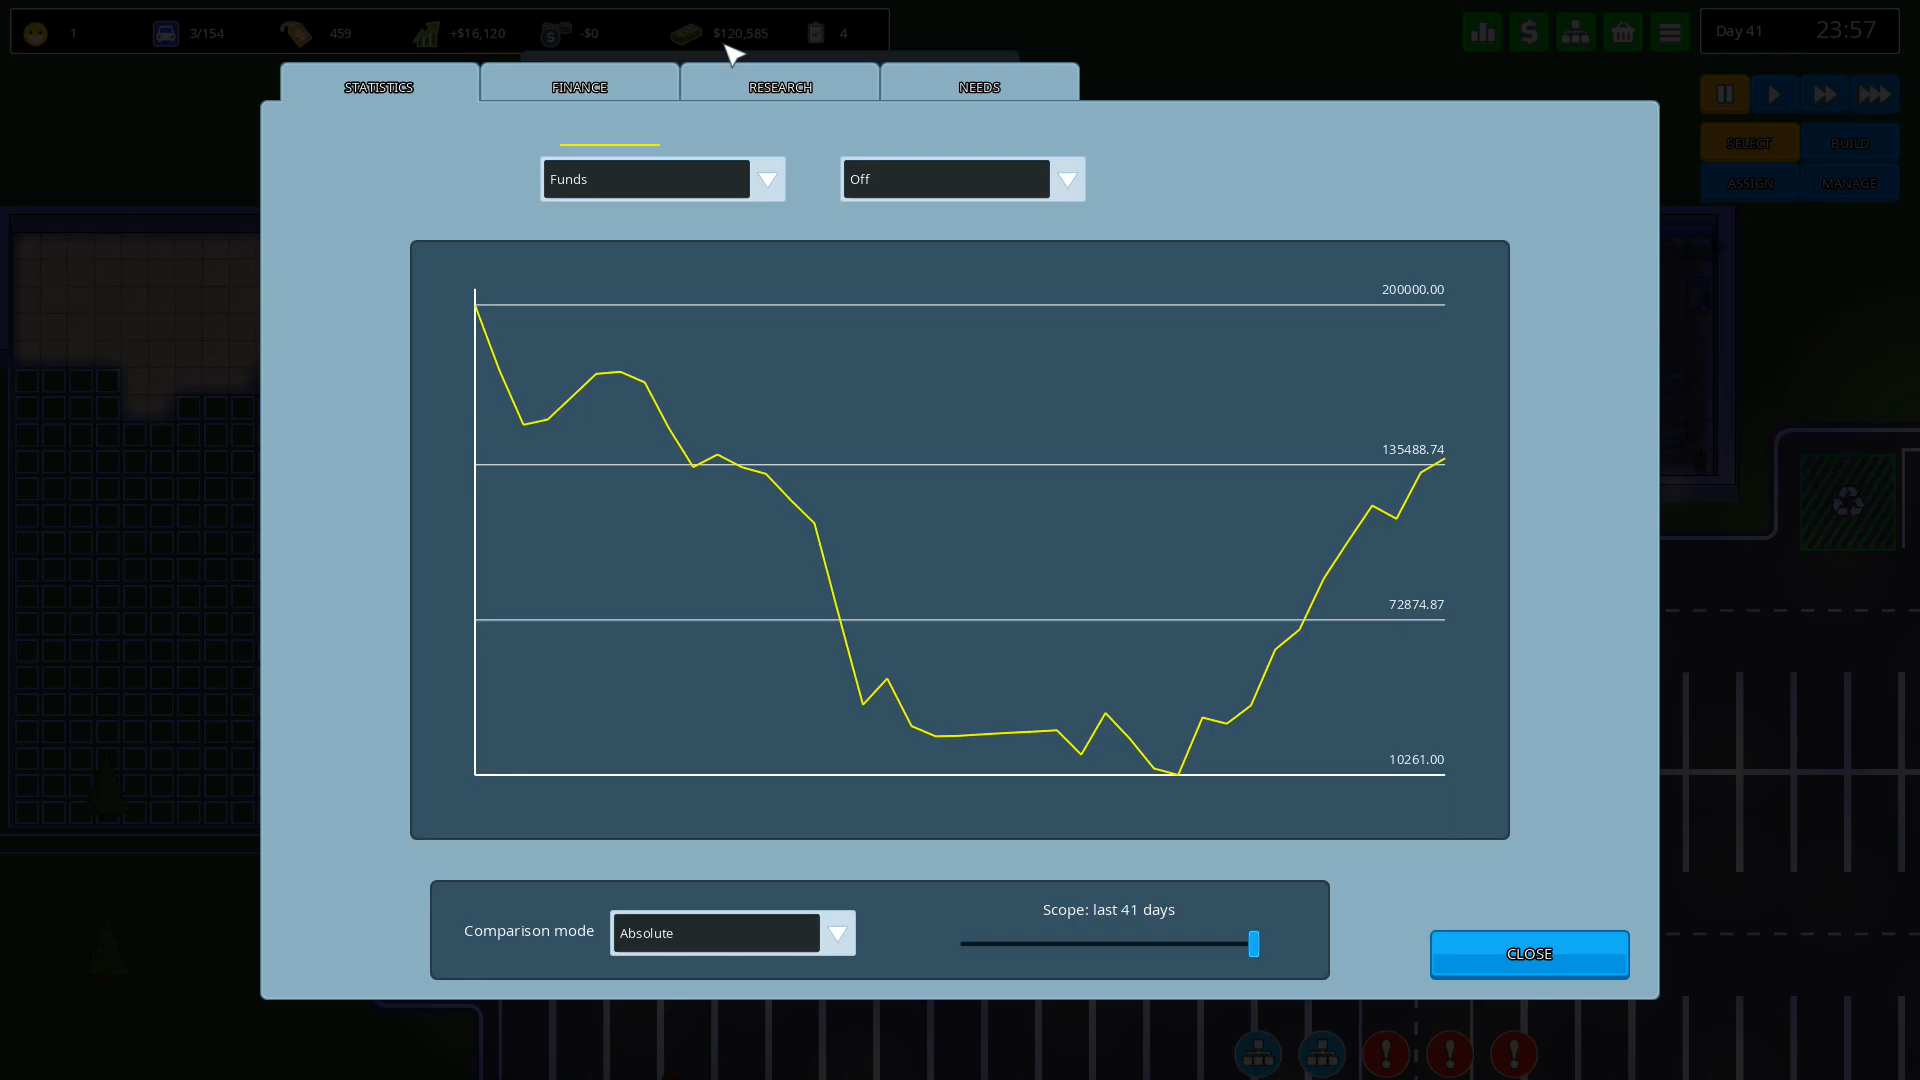 1
3/154
459
+$16,120
-$0
$120,585
4
Day 41
23:57
STATISTICS
FINANCE
RESEARCH
NEEDS
SELECT
BUILD
ASSIGN
MANAGE
Funds
Off
200000.00
135488.74
72874.87
10261.00
Scope: last 41 days
Comparison mode
Absolute
CLOSE